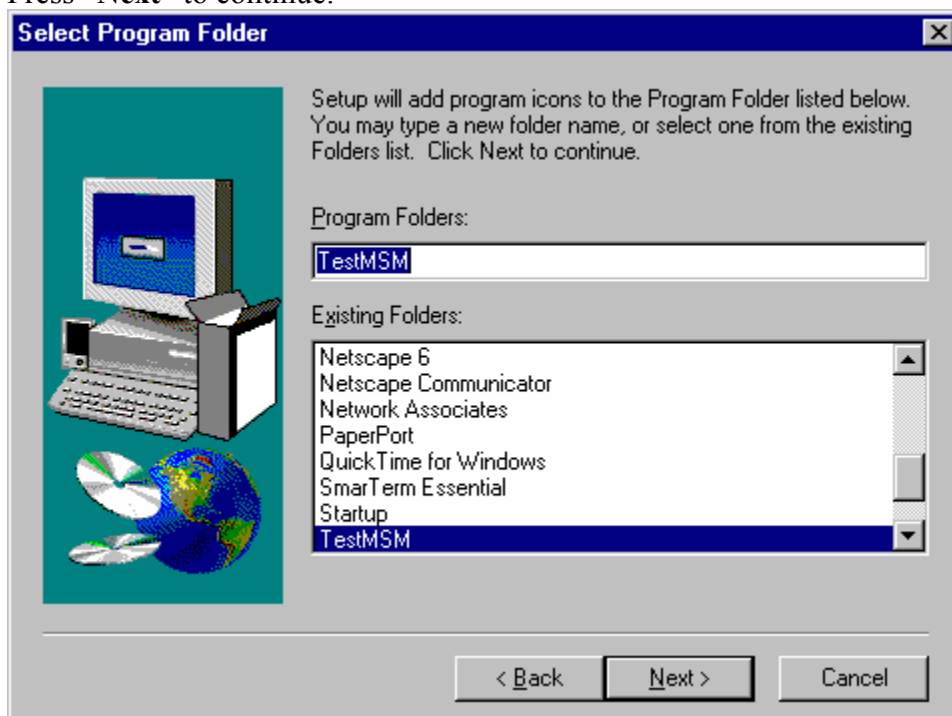 Press "Next" to continue.
Select Program Folder
Setup will add program icons to the Program Folder listed below.
You may type a new folder name, or select one from the existing
Folders list. Click Next to continue.
Program Folders:
TestMSM
Existing Folders:
Netscape 6
Netscape Communicator
Network Associates
PaperPort
QuickTime for Windows
SmarTerm Essential
Startup
TestMSM
< Back
Next >
Cancel